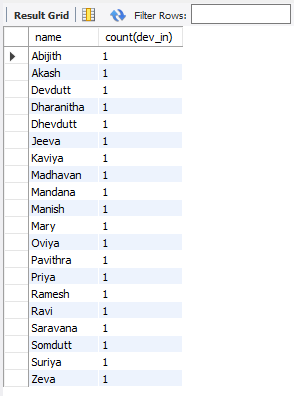 Result Grid Filter Rows:
name count(dev_in)
Abijith 1
Akash 1
Devdutt 1
Dharanitha 1
Dhevdutt 1
Jeeva 1
Kaviya 1
Madhavan 1
Mandana 1
Manish 1
Mary 1
Oviya 1
Pavithra 1
Priya 1
Ramesh 1
Ravi 1
Saravana 1
Somdutt 1
Suriya 1
Zeva 1